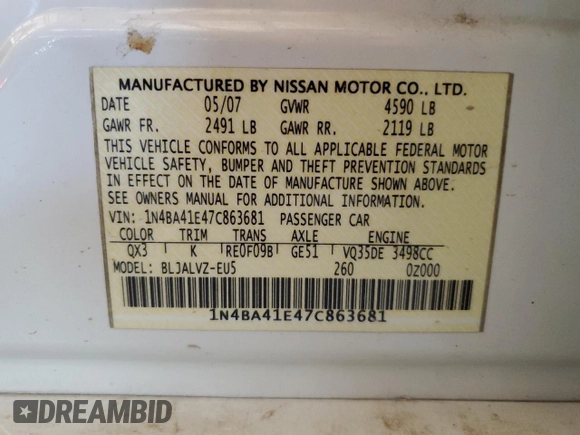 MANUFACTURED BY NISSAN MOTOR CO., LTD.
DATE 05/07 GVWR 4590 LB
GAWR FR. 2491 LB GAWR RR. 2119 LB
THIS VEHICLE CONFORMS TO ALL APPLICABLE FEDERAL MOTOR
VEHICLE SAFETY, BUMPER AND THEFT PREVENTION STANDARDS
IN EFFECT ON THE DATE OF MANUFACTURE SHOWN ABOVE.
SEE OWNERS MANUAL FOR ADDITIONAL INFORMATION.
VIN: 1N4BA41E47C863681 PASSENGER CAR
COLOR TRIM TRANS AXLE ENGINE
QX3 K RE0F09B GE51 VQ35DE 3498CC
MODEL: BLJALVZ-EU5 260 0Z000
1N4BA41E47C863681
DREAMBID